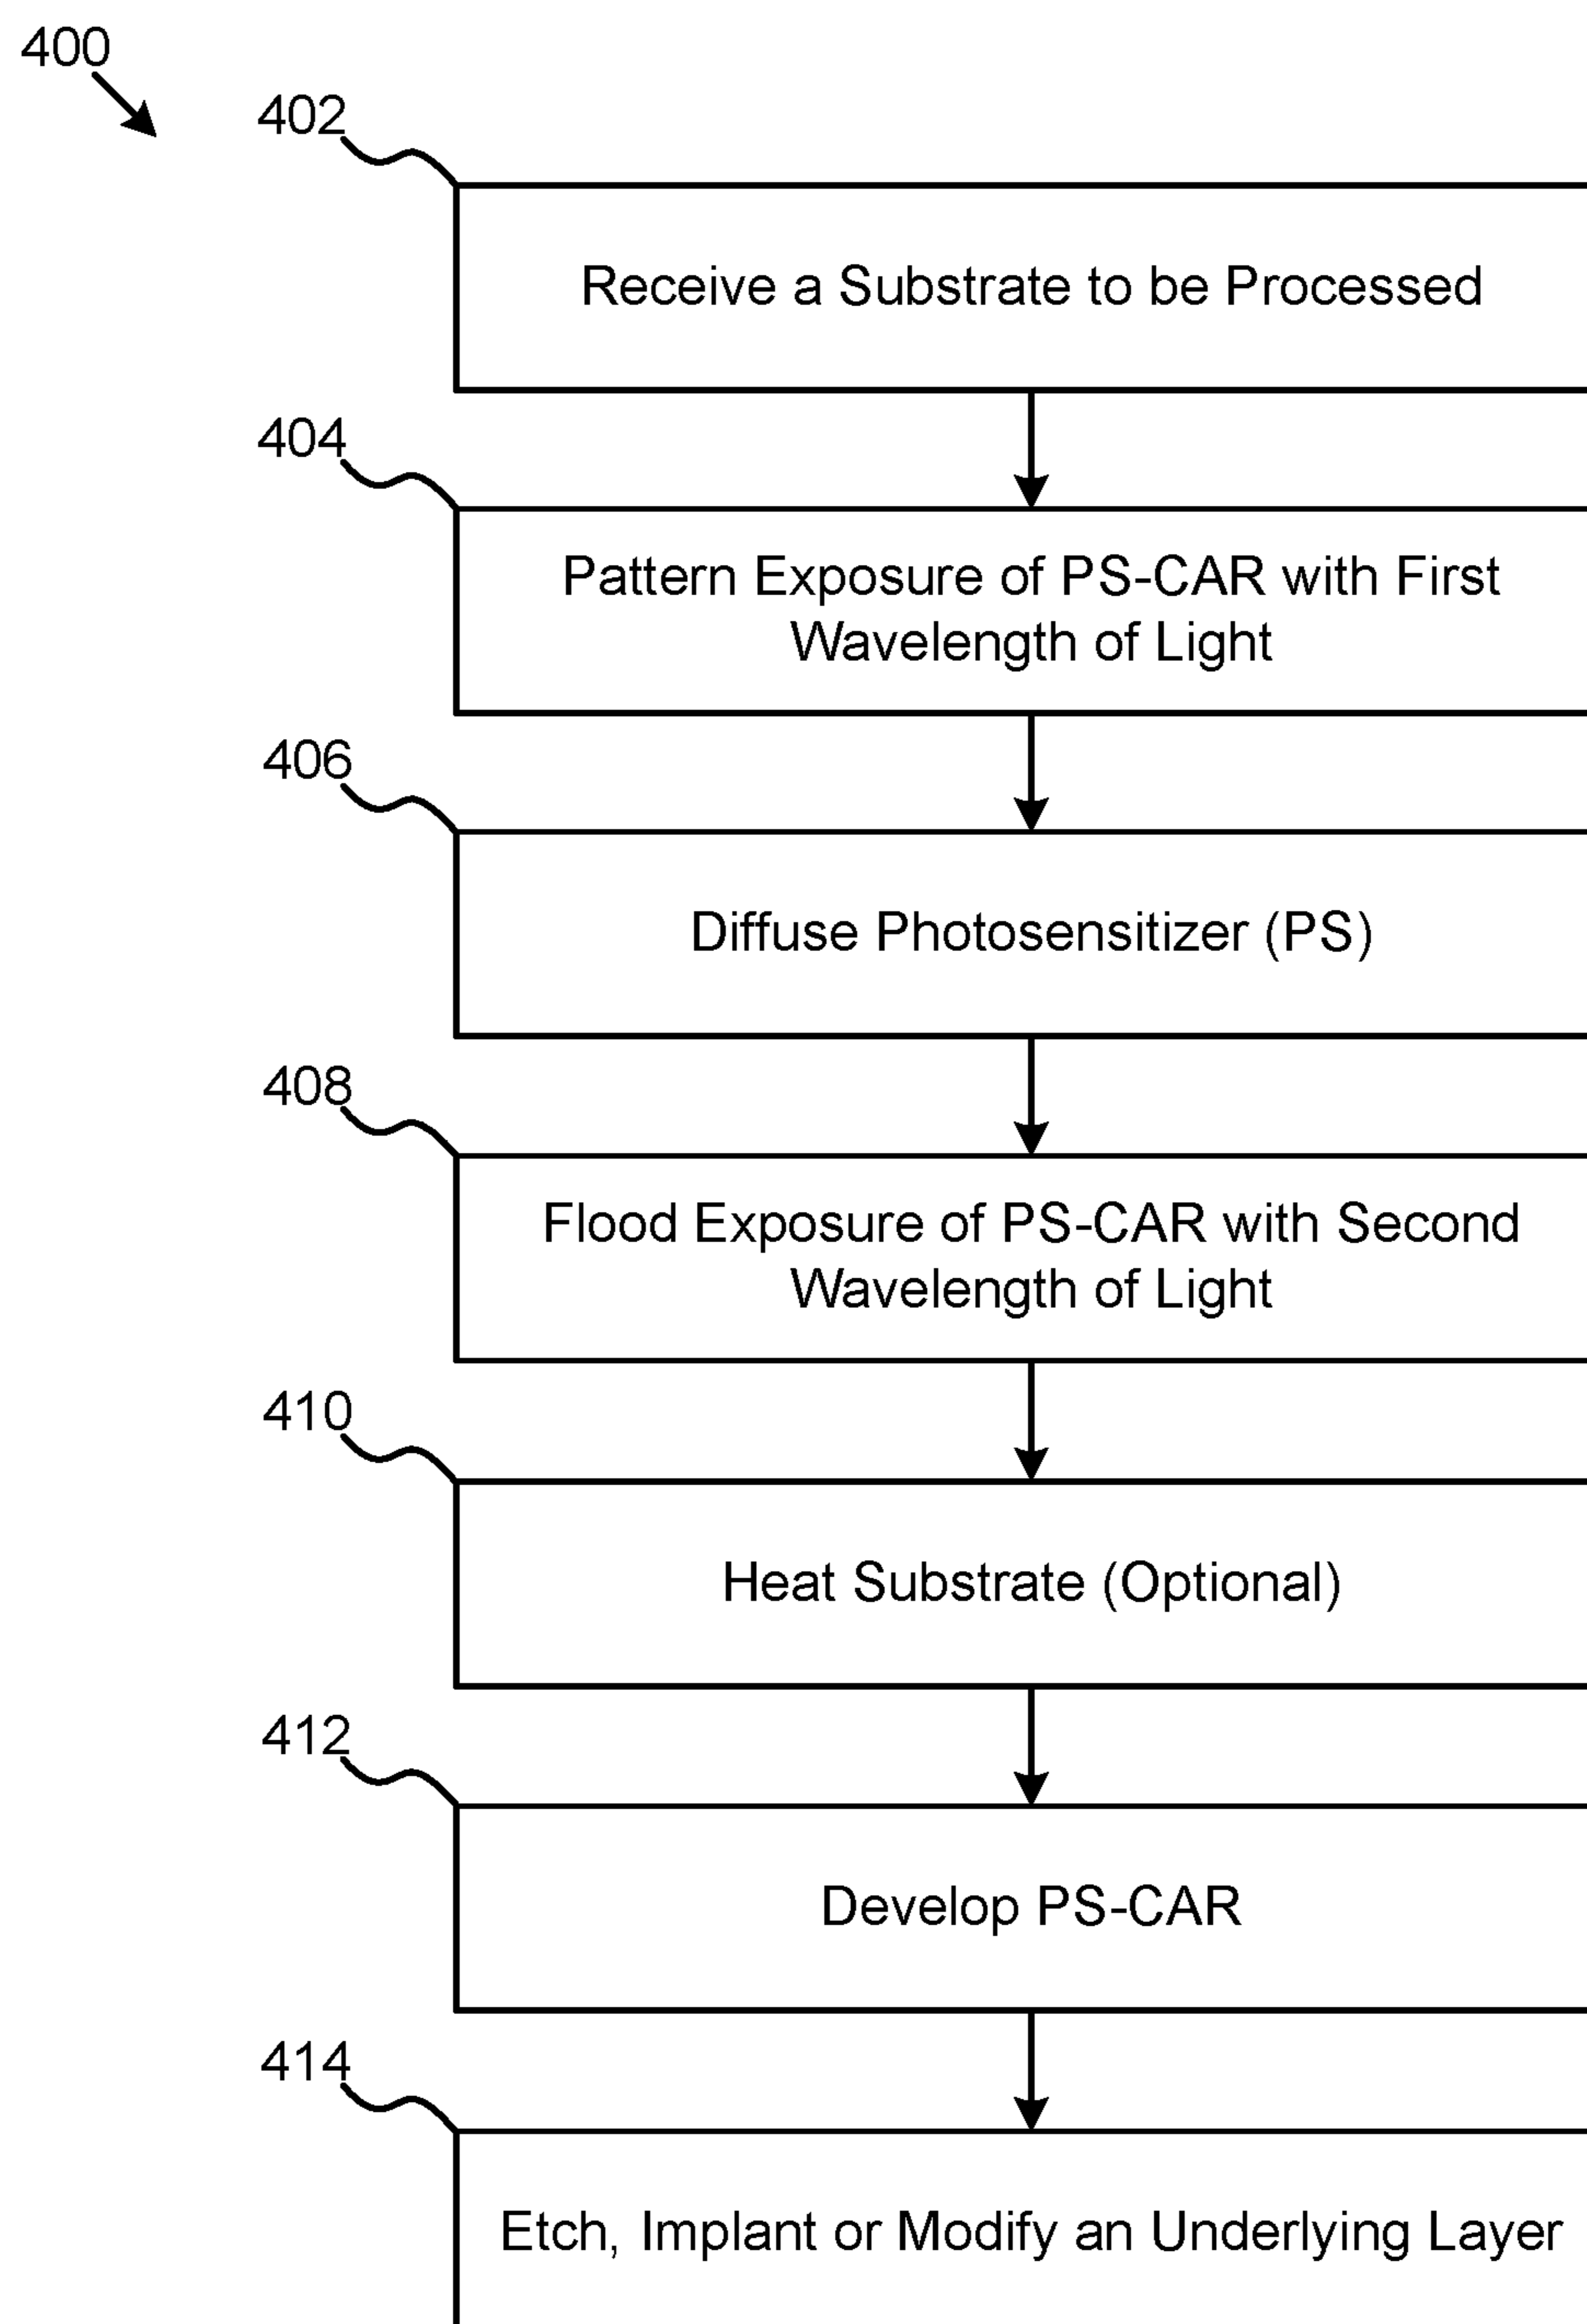 400
402
Receive a Substrate to be Processed
404
Pattern Exposure of PS-CAR with First
Wavelength of Light
406
Diffuse Photosensitizer (PS)
408
Flood Exposure of PS-CAR with Second
Wavelength of Light
410
Heat Substrate (Optional)
412
Develop PS-CAR
414
Etch, Implant or Modify an Underlying Layer